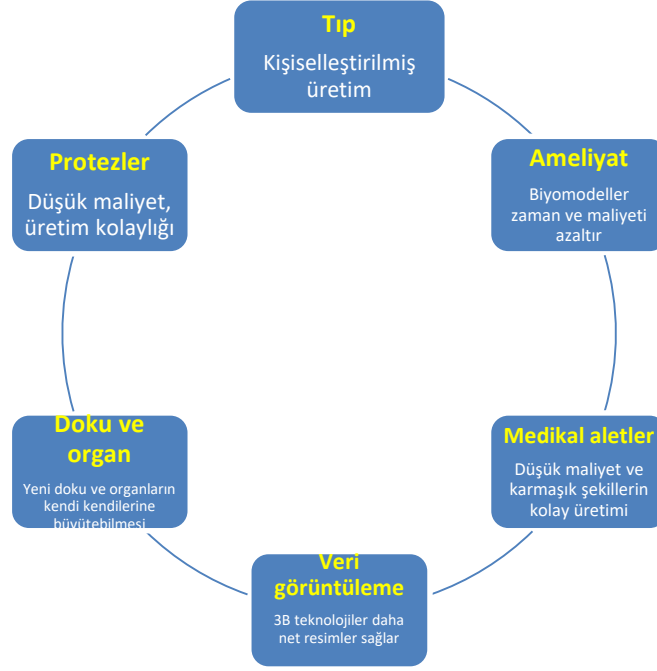 Tıp
Kişiselleştirilmiş
üretim
Ameliyat
Biyomodeller
zaman ve maliyeti
azaltır
Medikal aletler
Düşük maliyet ve
karmaşık şekillerin
kolay üretimi
Veri
görüntüleme
3B teknolojiler daha
net resimler sağlar
Doku ve
organ
Yeni doku ve organların
kendi kendilerine
büyütebilmesi
Protezler
Düşük maliyet,
üretim kolaylığı